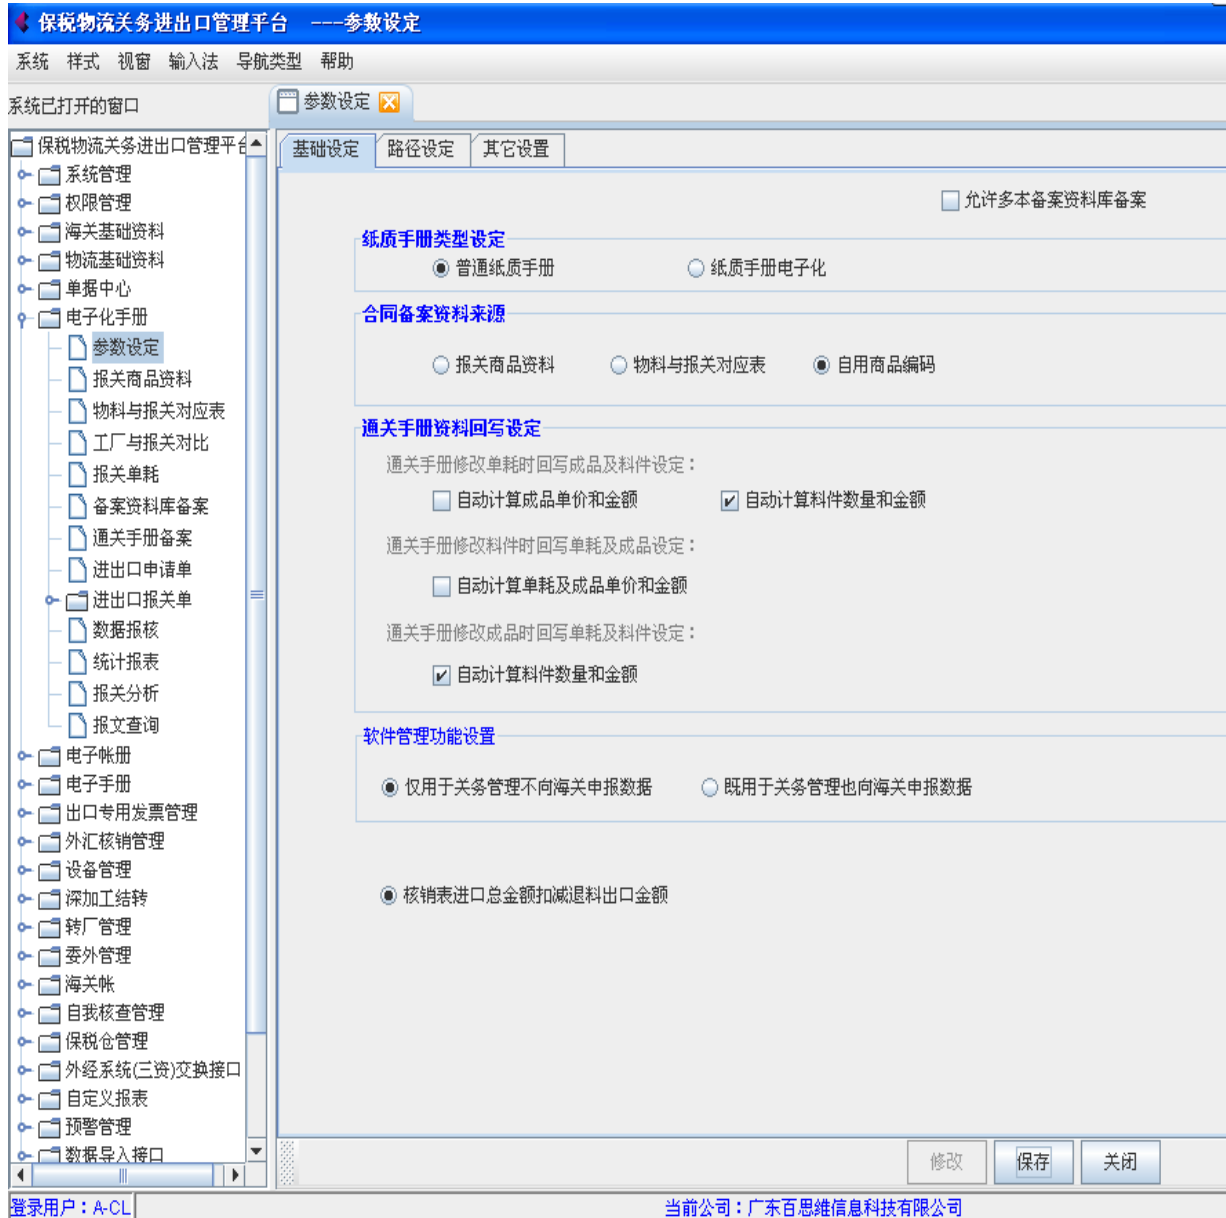 保税物流关务进出口管理平台 ---参数设定
系统 样式 视窗 输入法 导航类型 帮助
系统已打开的窗口
参数设定
保税物流关务进出口管理平台
系统管理
权限管理
海关基础资料
物流基础资料
单据中心
电子化手册
参数设定
报关商品资料
物料与报关对应表
工厂与报关对比
报关单耗
备案资料库备案
通关手册备案
进出口申请单
进出口报关单
数据报核
统计报表
报关分析
报文查询
电子帐册
电子手册
出口专用发票管理
外汇核销管理
设备管理
深加工结转
转厂管理
委外管理
海关帐
自我核查管理
保税仓管理
外经系统(三资)交换接口
自定义报表
预警管理
数据导入接口
基础设定 路径设定 其它设置
允许多本备案资料库备案
纸质手册类型设定
普通纸质手册 纸质手册电子化
合同备案资料来源
报关商品资料 物料与报关对应表 自用商品编码
通关手册资料回写设定
通关手册修改单耗时回写成品及料件设定：
自动计算成品单价和金额 自动计算料件数量和金额
通关手册修改料件时回写单耗及成品设定：
自动计算单耗及成品单价和金额
通关手册修改成品时回写单耗及料件设定：
自动计算料件数量和金额
软件管理功能设置
仅用于关务管理不向海关申报数据 既用于关务管理也向海关申报数据
核销表进口总金额扣减退料出口金额
修改 保存 关闭
登录用户：A-CL
当前公司：广东百思维信息科技有限公司